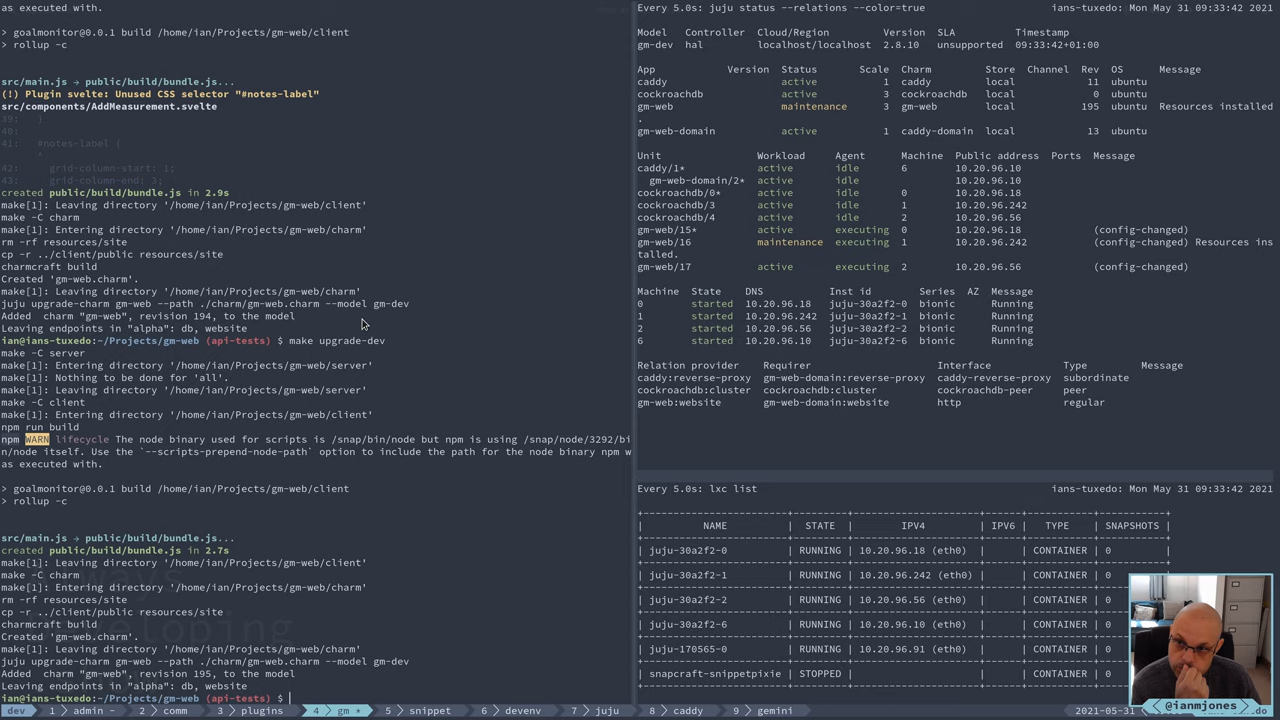 as executed with.
> goalmonitor@0.0.1 build /home/ian/Projects/gm-web/client
> rollup -c
src/main.js → public/build/bundle.js...
(!) Plugin svelte: Unused CSS selector "#notes-label"
src/components/AddMeasurement.svelte
39:   }
40:
41:   #notes-label {
      ^
42:     grid-column-start: 1;
43:     grid-column-end: 3;
created public/build/bundle.js in 2.9s
make[1]: Leaving directory '/home/ian/Projects/gm-web/client'
make -C charm
make[1]: Entering directory '/home/ian/Projects/gm-web/charm'
rm -rf resources/site
cp -r ../client/public resources/site
charmcraft build
Created 'gm-web.charm'.
make[1]: Leaving directory '/home/ian/Projects/gm-web/charm'
juju upgrade-charm gm-web --path ./charm/gm-web.charm --model gm-dev
Added  charm "gm-web", revision 194, to the model
Leaving endpoints in "alpha": db, website
ian@ians-tuxedo:~/Projects/gm-web (api-tests) $ make upgrade-dev
make -C server
make[1]: Entering directory '/home/ian/Projects/gm-web/server'
make[1]: Nothing to be done for 'all'.
make[1]: Leaving directory '/home/ian/Projects/gm-web/server'
make -C client
make[1]: Entering directory '/home/ian/Projects/gm-web/client'
npm run build
npm WARN lifecycle The node binary used for scripts is /snap/bin/node but npm is using /snap/node/3292/bi
n/node itself. Use the `--scripts-prepend-node-path` option to include the path for the node binary npm w
as executed with.
> goalmonitor@0.0.1 build /home/ian/Projects/gm-web/client
> rollup -c
src/main.js → public/build/bundle.js...
created public/build/bundle.js in 2.7s
make[1]: Leaving directory '/home/ian/Projects/gm-web/client'
make -C charm
make[1]: Entering directory '/home/ian/Projects/gm-web/charm'
rm -rf resources/site
cp -r ../client/public resources/site
charmcraft build
Created 'gm-web.charm'.
make[1]: Leaving directory '/home/ian/Projects/gm-web/charm'
juju upgrade-charm gm-web --path ./charm/gm-web.charm --model gm-dev
Added  charm "gm-web", revision 195, to the model
Leaving endpoints in "alpha": db, website
ian@ians-tuxedo:~/Projects/gm-web (api-tests) $
Every 5.0s: juju status --relations --color=true ians-tuxedo: Mon May 31 09:33:42 2021
Model Controller Cloud/Region Version SLA Timestamp
gm-dev hal localhost/localhost 2.8.10 unsupported 09:33:42+01:00
App Version Status Scale Charm Store Channel Rev OS Message
caddy active 1 caddy local 11 ubuntu
cockroachdb active 3 cockroachdb local 0 ubuntu
gm-web maintenance 3 gm-web local 195 ubuntu Resources installed
.
gm-web-domain active 1 caddy-domain local 13 ubuntu
Unit Workload Agent Machine Public address Ports Message
caddy/1* active idle 6 10.20.96.10
gm-web-domain/2* active idle 10.20.96.10
cockroachdb/0* active idle 0 10.20.96.18
cockroachdb/3 active idle 1 10.20.96.242
cockroachdb/4 active idle 2 10.20.96.56
gm-web/15* active executing 0 10.20.96.18 (config-changed)
gm-web/16 maintenance executing 1 10.20.96.242 (config-changed) Resources ins
talled.
gm-web/17 active executing 2 10.20.96.56 (config-changed)
Machine State DNS Inst id Series AZ Message
0 started 10.20.96.18 juju-30a2f2-0 bionic Running
1 started 10.20.96.242 juju-30a2f2-1 bionic Running
2 started 10.20.96.56 juju-30a2f2-2 bionic Running
6 started 10.20.96.10 juju-30a2f2-6 bionic Running
Relation provider Requirer Interface Type Message
caddy:reverse-proxy gm-web-domain:reverse-proxy caddy-reverse-proxy subordinate
cockroachdb:cluster cockroachdb:cluster cockroachdb-peer peer
gm-web:website gm-web-domain:website http regular
Every 5.0s: lxc list ians-tuxedo: Mon May 31 09:33:42 2021
| NAME | STATE | IPV4 | IPV6 | TYPE | SNAPSHOTS |
| juju-30a2f2-0 | RUNNING | 10.20.96.18 (eth0) | | CONTAINER | 0 |
| juju-30a2f2-1 | RUNNING | 10.20.96.242 (eth0) | | CONTAINER | 0
| juju-30a2f2-2 | RUNNING | 10.20.96.56 (eth0) | | CONTAINER | 0
| juju-30a2f2-6 | RUNNING | 10.20.96.10 (eth0) | | CONTAINER | 0
| juju-170565-0 | RUNNING | 10.20.96.91 (eth0) | | CONTAINER | 0
| snapcraft-snippetpixie | STOPPED | | | CONTAINER | 0
dev 1 admin - 2 comm 3 plugins 4 gm * 5 snippet 6 devenv 7 juju 8 caddy 9 gemini 2021-05-31
@ianmjones